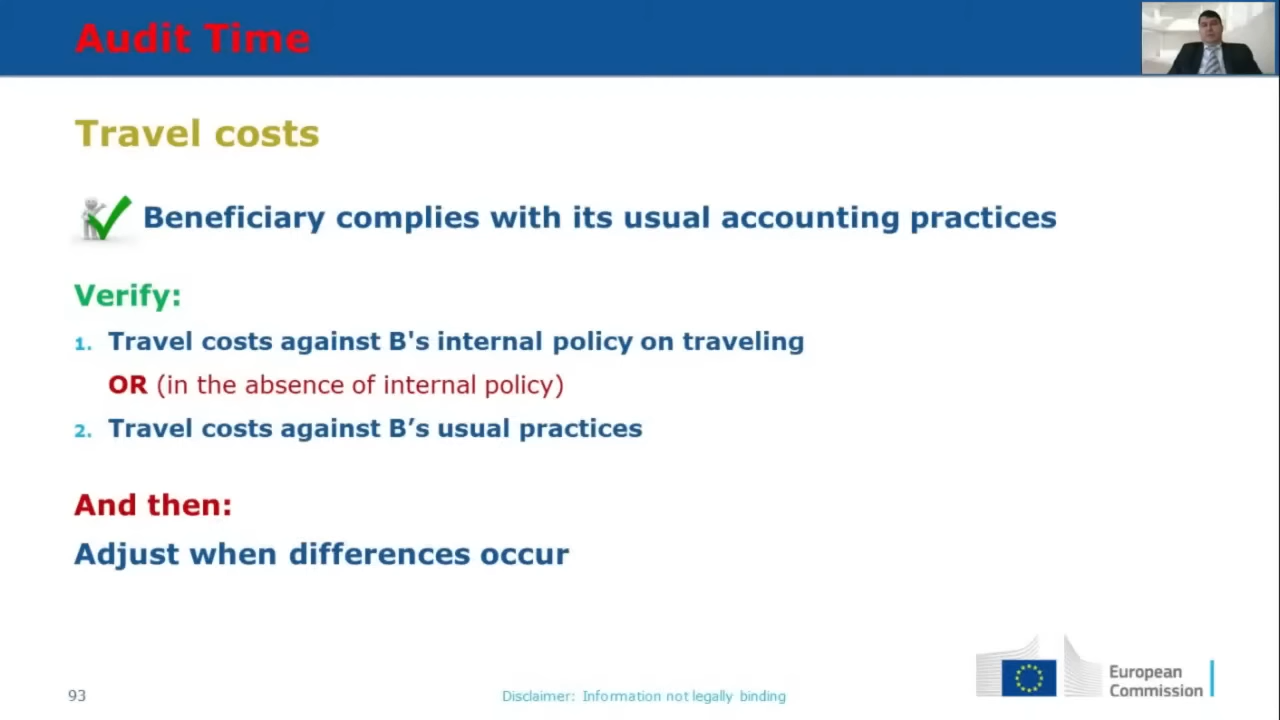 Audit Time
Travel costs
Beneficiary complies with its usual accounting practices
Verify:
1. Travel costs against B's internal policy on traveling
OR (in the absence of internal policy)
2. Travel costs against B’s usual practices
And then:
Adjust when differences occur
93
Disclaimer: Information not legally binding
European
Commission